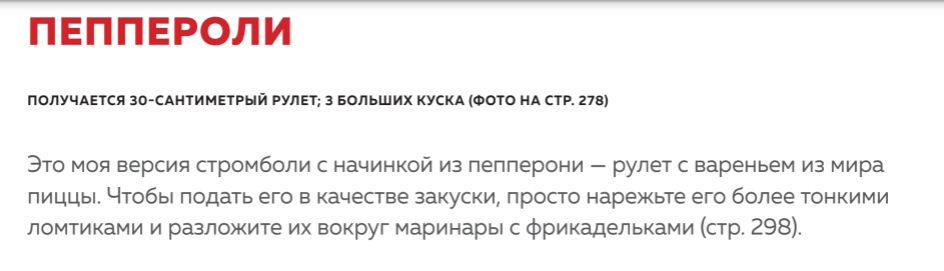 ПЕППЕРОЛИ
ПОЛУЧАЕТСЯ 30-САНТИМЕТРЫЙ РУЛЕТ; 3 БОЛЬШИХ КУСКА (ФОТО НА СТР. 278)
Это моя версия стромболи с начинкой из пепперони — рулет с вареньем из мира
пиццы. Чтобы подать его в качестве закуски, просто нарежьте его более тонкими
ломтиками и разложите их вокруг маринары с фрикадельками (стр. 298).